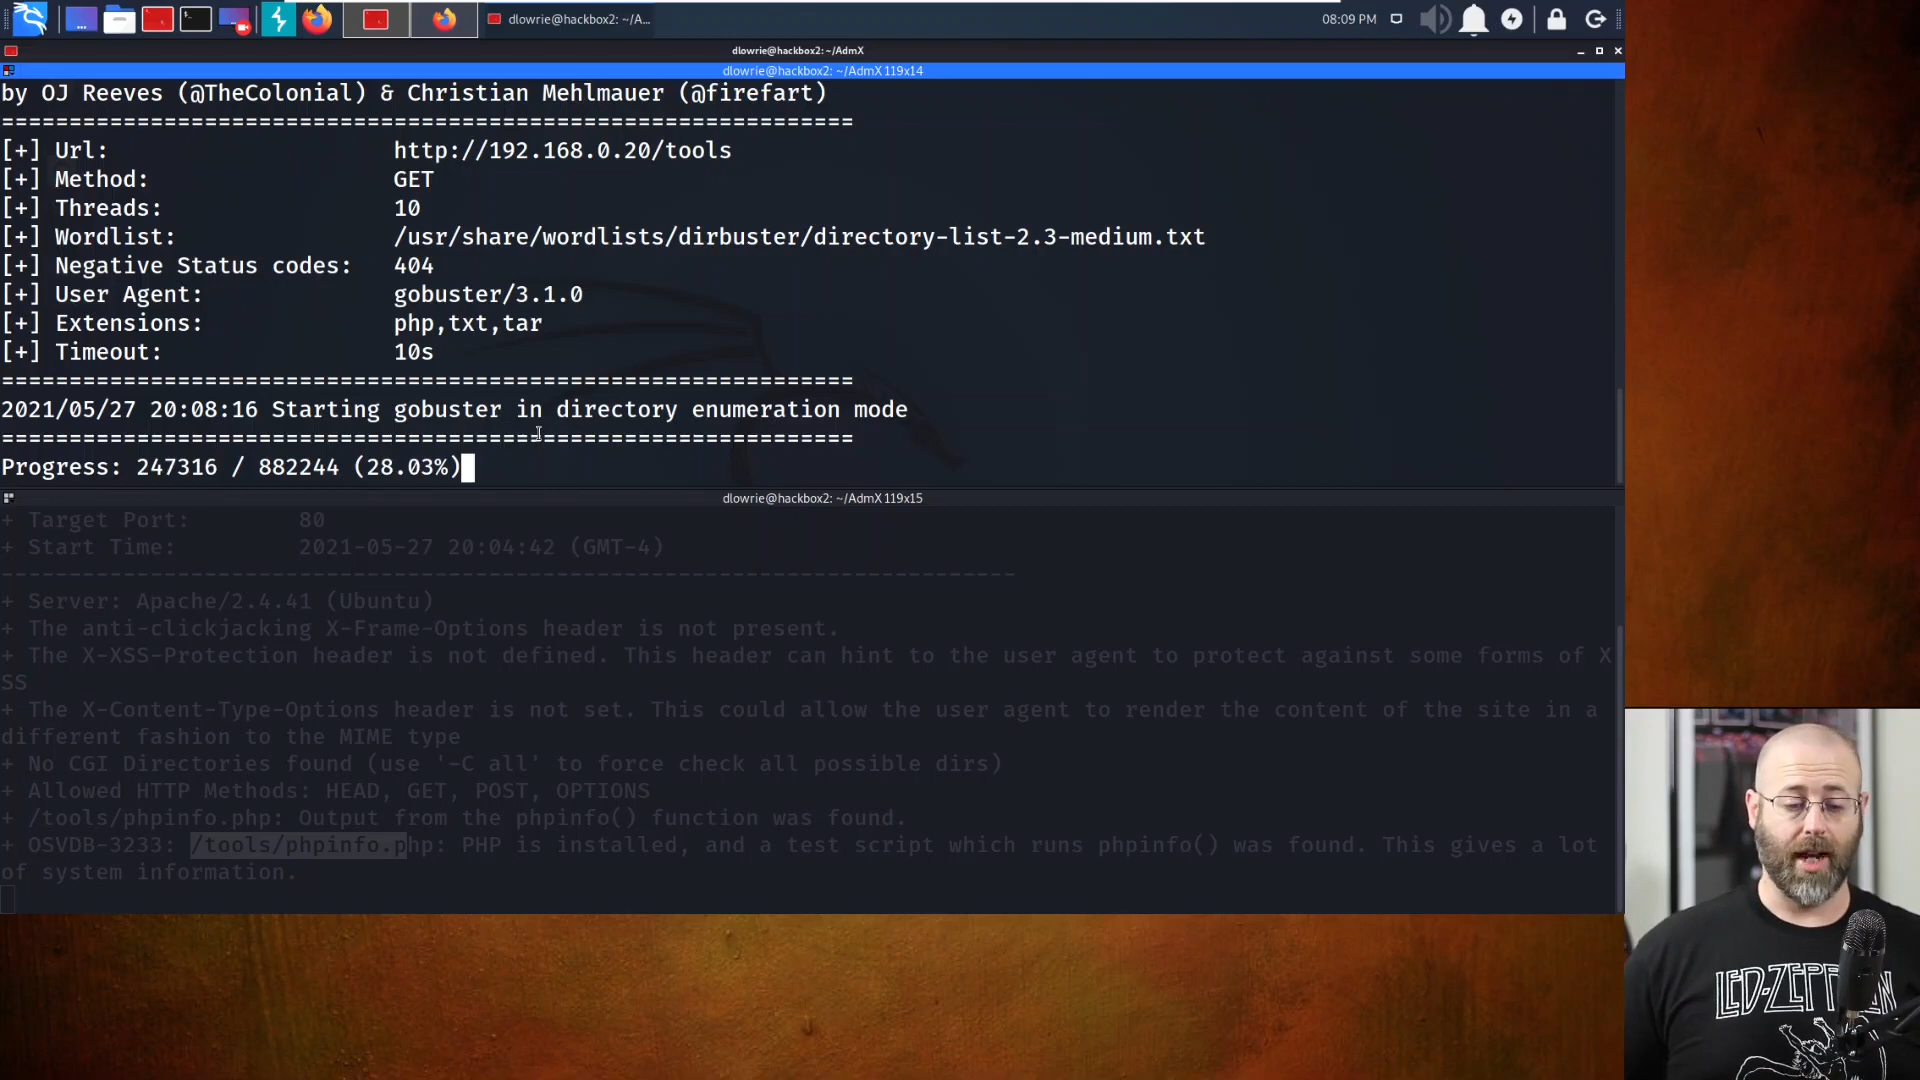 dlowrie@hackbox2: ~/A...
08:09 PM
dlowrie@hackbox2: ~/AdmX
dlowrie@hackbox2: ~/AdmX 119x14
by OJ Reeves (@TheColonial) & Christian Mehlmauer (@firefart)
===============================================================
[+] Url:                     http://192.168.0.20/tools
[+] Method:                  GET
[+] Threads:                 10
[+] Wordlist:                /usr/share/wordlists/dirbuster/directory-list-2.3-medium.txt
[+] Negative Status codes:   404
[+] User Agent:              gobuster/3.1.0
[+] Extensions:              php,txt,tar
[+] Timeout:                 10s
===============================================================
2021/05/27 20:08:16 Starting gobuster in directory enumeration mode
===============================================================
Progress: 247316 / 882244 (28.03%)
dlowrie@hackbox2: ~/AdmX 119x15
+ Target Port:        80
+ Start Time:         2021-05-27 20:04:42 (GMT-4)
---------------------------------------------------------------------------
+ Server: Apache/2.4.41 (Ubuntu)
+ The anti-clickjacking X-Frame-Options header is not present.
+ The X-XSS-Protection header is not defined. This header can hint to the user agent to protect against some forms of X
SS
+ The X-Content-Type-Options header is not set. This could allow the user agent to render the content of the site in a
different fashion to the MIME type
+ No CGI Directories found (use '-C all' to force check all possible dirs)
+ Allowed HTTP Methods: HEAD, GET, POST, OPTIONS
+ /tools/phpinfo.php: Output from the phpinfo() function was found.
+ OSVDB-3233: /tools/phpinfo.php: PHP is installed, and a test script which runs phpinfo() was found. This gives a lot
of system information.
LED-ZEPPELIN